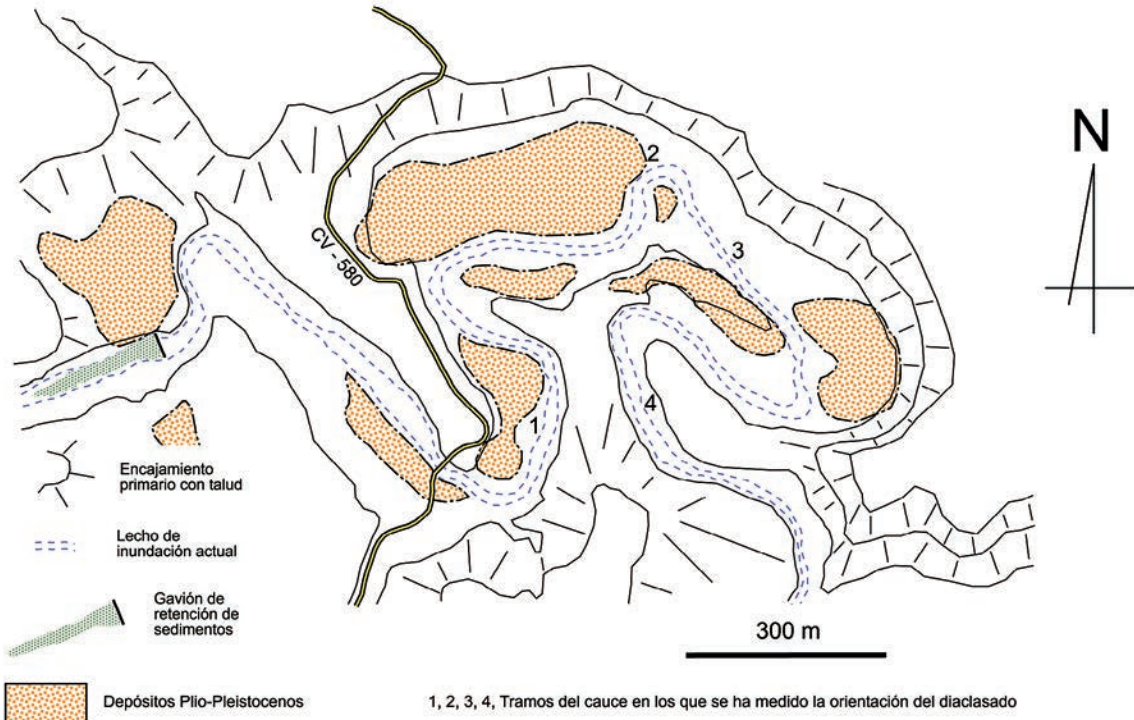 N
2
3
CV - 580
4
1
Encajamiento
primario con talud
Lecho de
inundación actual
Gavión de
retención de
sedimentos
300 m
Depósitos Plio-Pleistocenos
1, 2, 3, 4, Tramos del cauce en los que se ha medido la orientación del diaclasado